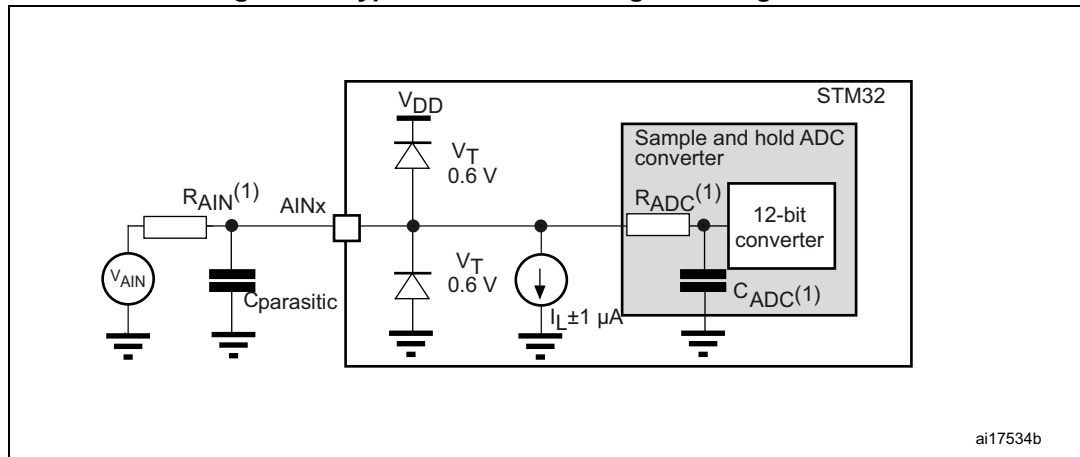 STM32
VDD
Sample and hold ADC
converter
VT
0.6 V
RAIN(1)
AINx
RADC(1)
12-bit
converter
VAIN
Cparasitic
VT
0.6 V
IL±1 µA
CADC(1)
ai17534b